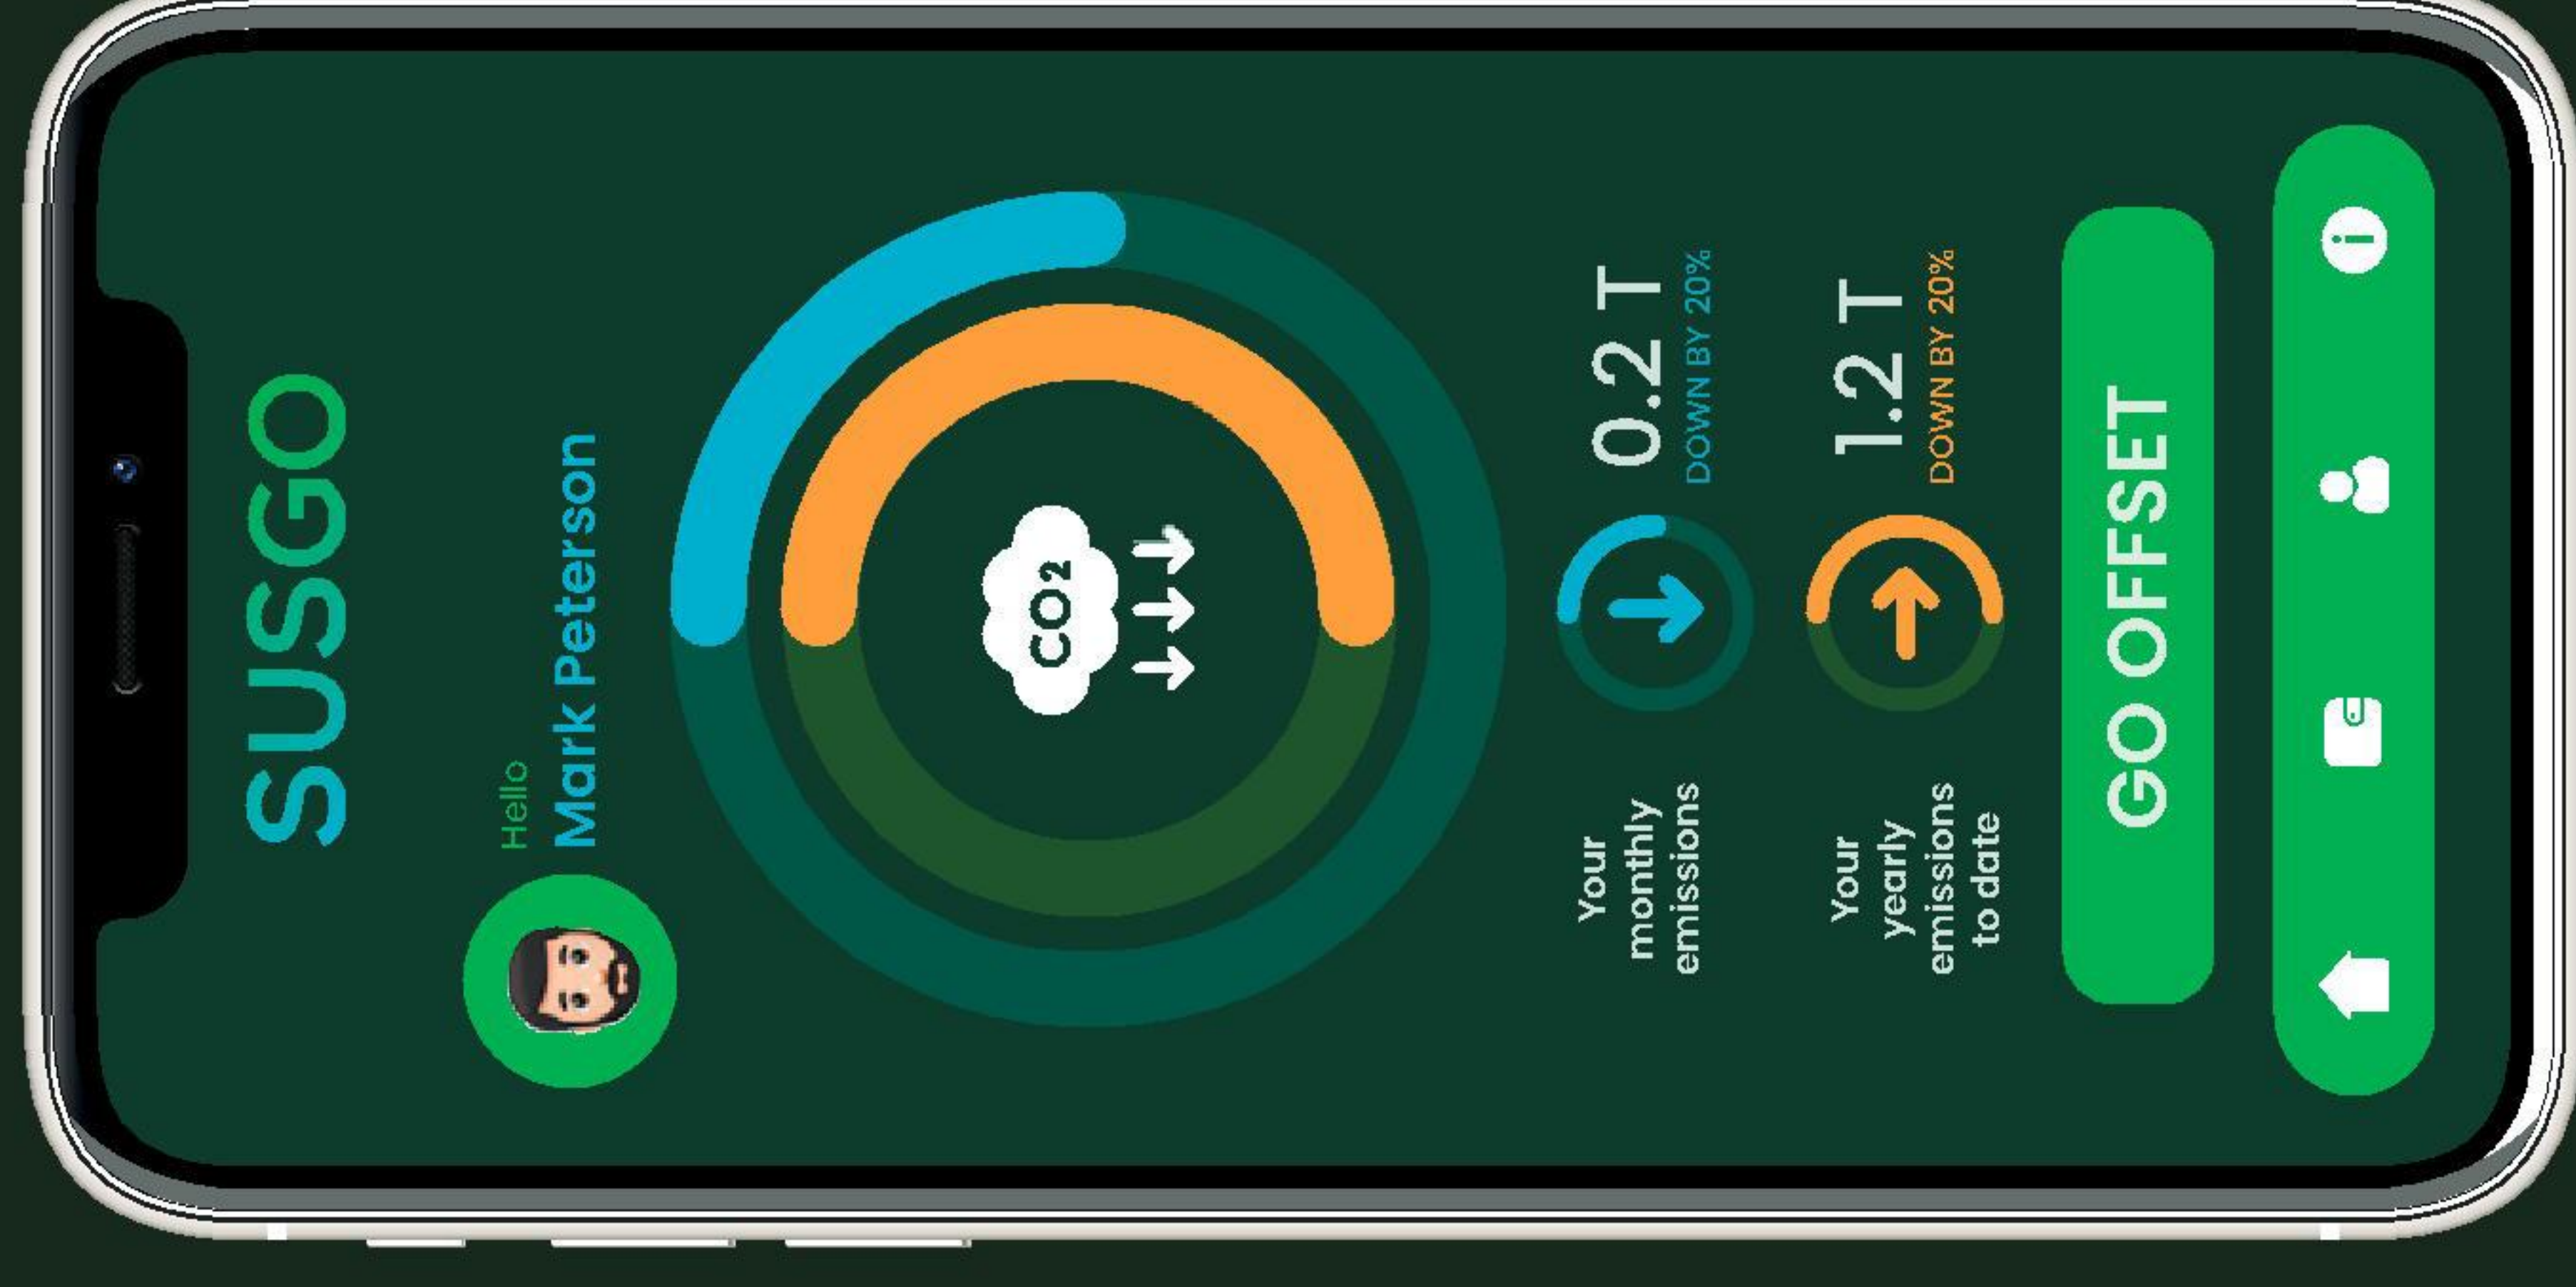 SUSGO
Hello
Mark Peterson
CO2
Your
monthly
emissions
0.2 T
DOWN BY 20%
Your
yearly
emissions
to date
1.2 T
DOWN BY 20%
GO OFFSET